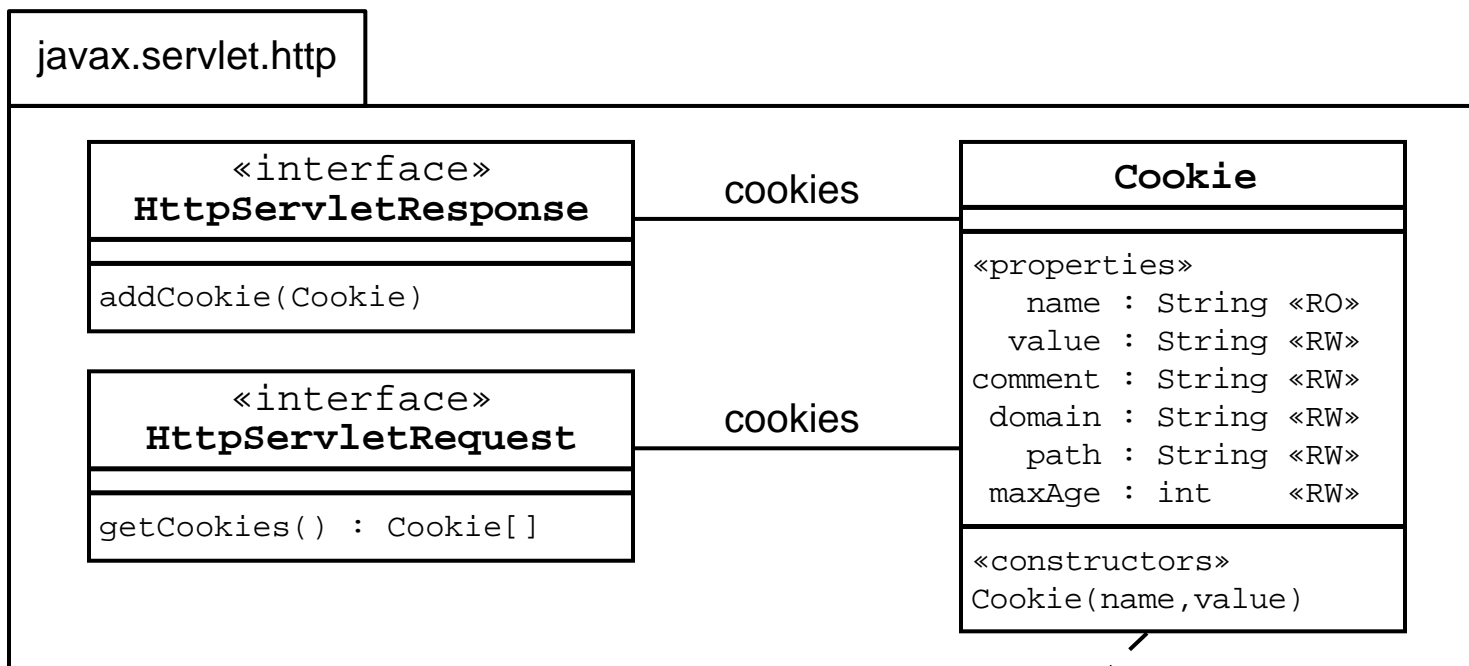 javax.servlet.http
«interface»
HttpServletResponse
addCookie(Cookie)
cookies
«interface»
HttpServletRequest
getCookies() : Cookie[]
cookies
Cookie
«properties»
name : String «RO»
value : String «RW»
comment : String «RW»
domain : String «RW»
path : String «RW»
maxAge : int «RW»
«constructors»
Cookie(name,value)